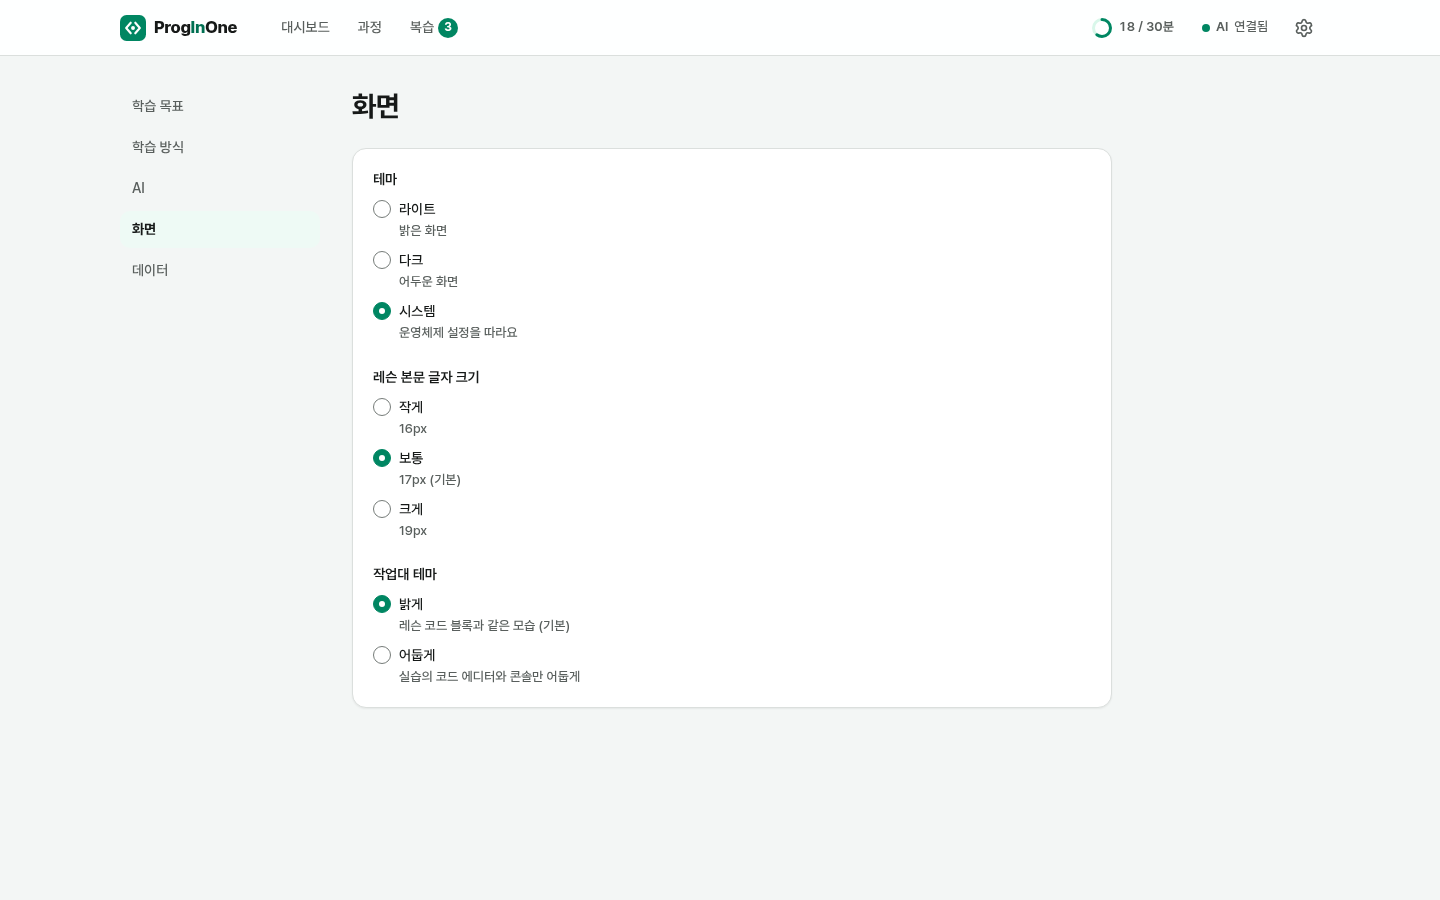 ProgInOne
대시보드
과정
복습 3
18 / 30분
AI 연결됨
학습 목표
학습 방식
AI
화면
데이터
화면
테마
라이트
밝은 화면
다크
어두운 화면
시스템
운영체제 설정을 따라요
레슨 본문 글자 크기
작게
16px
보통
17px (기본)
크게
19px
작업대 테마
밝게
레슨 코드 블록과 같은 모습 (기본)
어둡게
실습의 코드 에디터와 콘솔만 어둡게